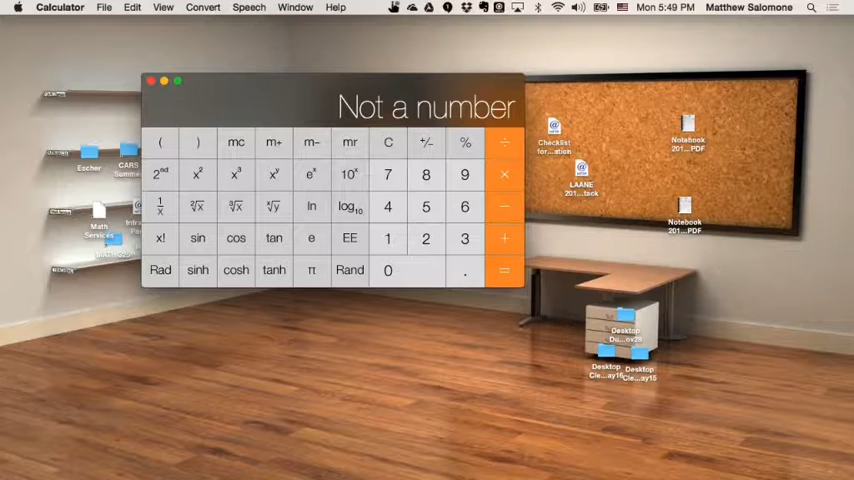 Calculator File Edit View Convert Speech Window Help Mon 5:49 PM Matthew Salomone
Not a number
( ) mc m+ m- mr C +/- % ÷
2nd x² x³ xʸ eˣ 10ˣ 7 8 9 ×
1/x ²√x ³√x ʸ√x ln log₁₀ 4 5 6 −
x! sin cos tan e EE 1 2 3 +
Rad sinh cosh tanh π Rand 0 . =
Escher
CARS
Summe...
Math
Services
Checklist
for...ation
LAANE
201...tack
Notebook
201...PDF
Notebook
201...PDF
Desktop
Du...ov28
Desktop
Cle...ay16
Desktop
Cle...ay15